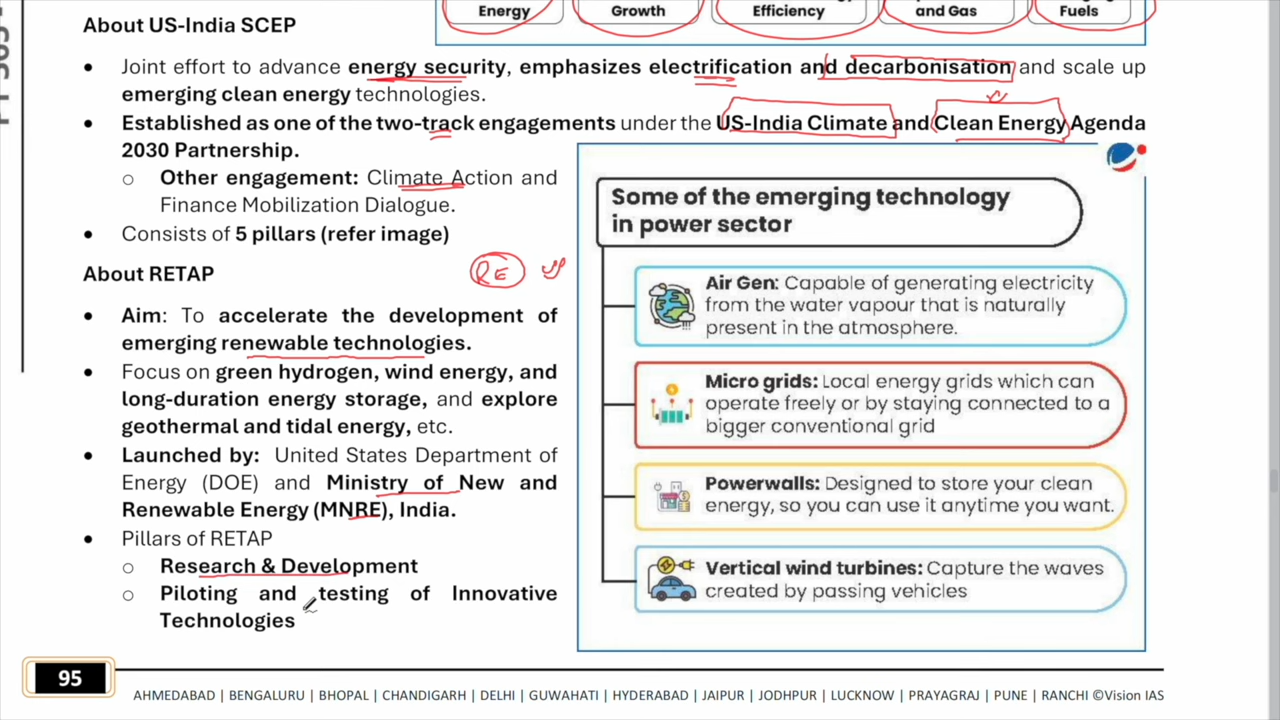 Energy
Growth
Efficiency
and Gas
Fuels
About US-India SCEP
• Joint effort to advance energy security, emphasizes electrification and decarbonisation and scale up
emerging clean energy technologies.
• Established as one of the two-track engagements under the US-India Climate and Clean Energy Agenda
2030 Partnership.
o Other engagement: Climate Action and
Finance Mobilization Dialogue.
• Consists of 5 pillars (refer image)
About RETAP
RE
• Aim: To accelerate the development of
emerging renewable technologies.
• Focus on green hydrogen, wind energy, and
long-duration energy storage, and explore
geothermal and tidal energy, etc.
• Launched by: United States Department of
Energy (DOE) and Ministry of New and
Renewable Energy (MNRE), India.
• Pillars of RETAP
o Research & Development
o Piloting and testing of Innovative
Technologies
Some of the emerging technology
in power sector
Air Gen: Capable of generating electricity
from the water vapour that is naturally
present in the atmosphere.
Micro grids: Local energy grids which can
operate freely or by staying connected to a
bigger conventional grid
Powerwalls: Designed to store your clean
energy, so you can use it anytime you want.
Vertical wind turbines: Capture the waves
created by passing vehicles
95
AHMEDABAD | BENGALURU | BHOPAL | CHANDIGARH | DELHI | GUWAHATI | HYDERABAD | JAIPUR | JODHPUR | LUCKNOW | PRAYAGRAJ | PUNE | RANCHI ©Vision IAS